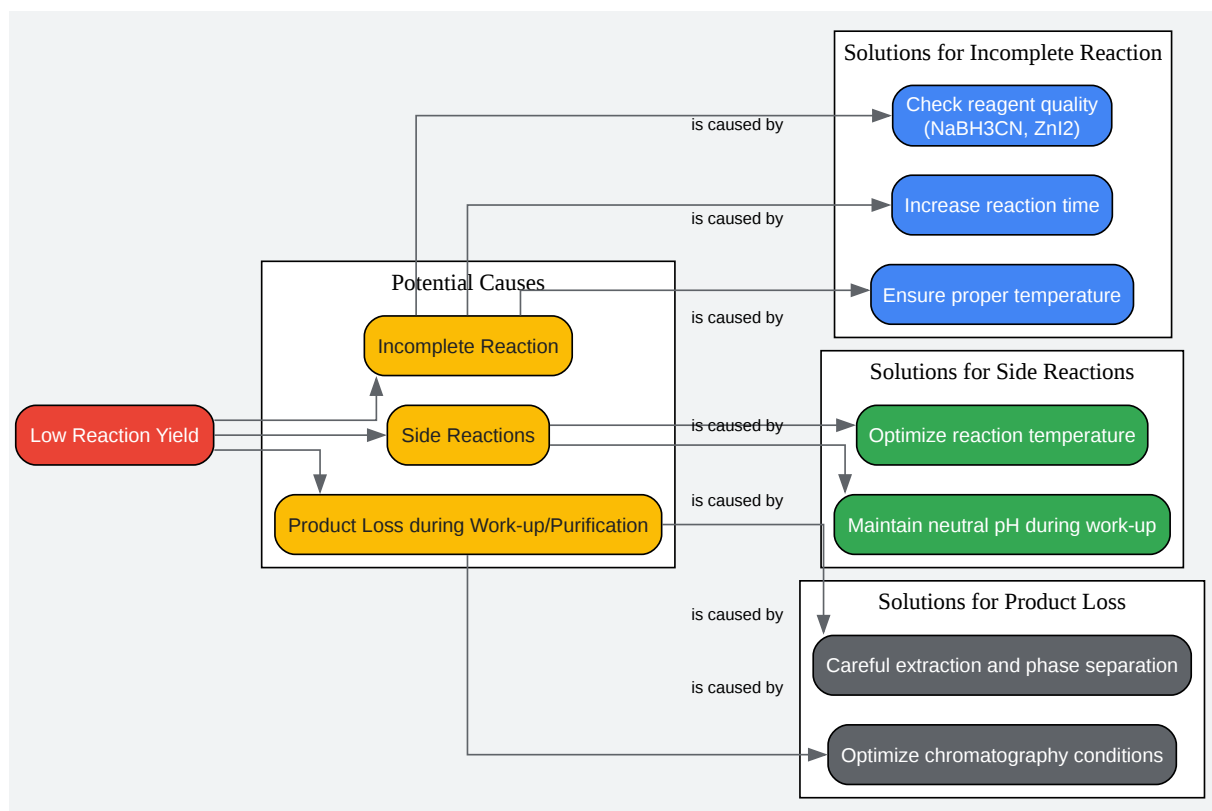 Solutions for Incomplete Reaction
Check reagent quality
(NaBH3CN, ZnI2)
is caused by
Increase reaction time
is caused by
Potential Causes
Ensure proper temperature
is caused by
Incomplete Reaction
Solutions for Side Reactions
Low Reaction Yield
Side Reactions
is caused by
Optimize reaction temperature
is caused by
Product Loss during Work-up/Purification
Maintain neutral pH during work-up
Solutions for Product Loss
is caused by
Careful extraction and phase separation
is caused by
Optimize chromatography conditions